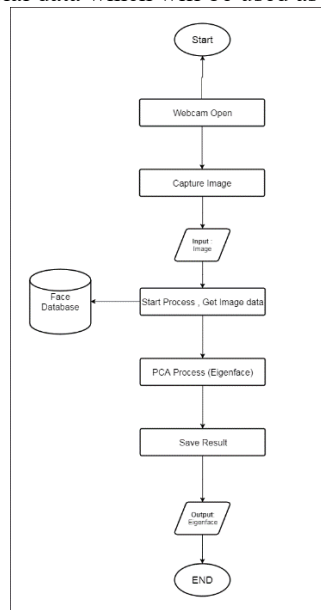 Start
Webcam Open
Capture Image
Input :
Image
Face
Database
Start Process , Get Image data
PCA Process (Eigenface)
Save Result
Output:
Eigenface
END